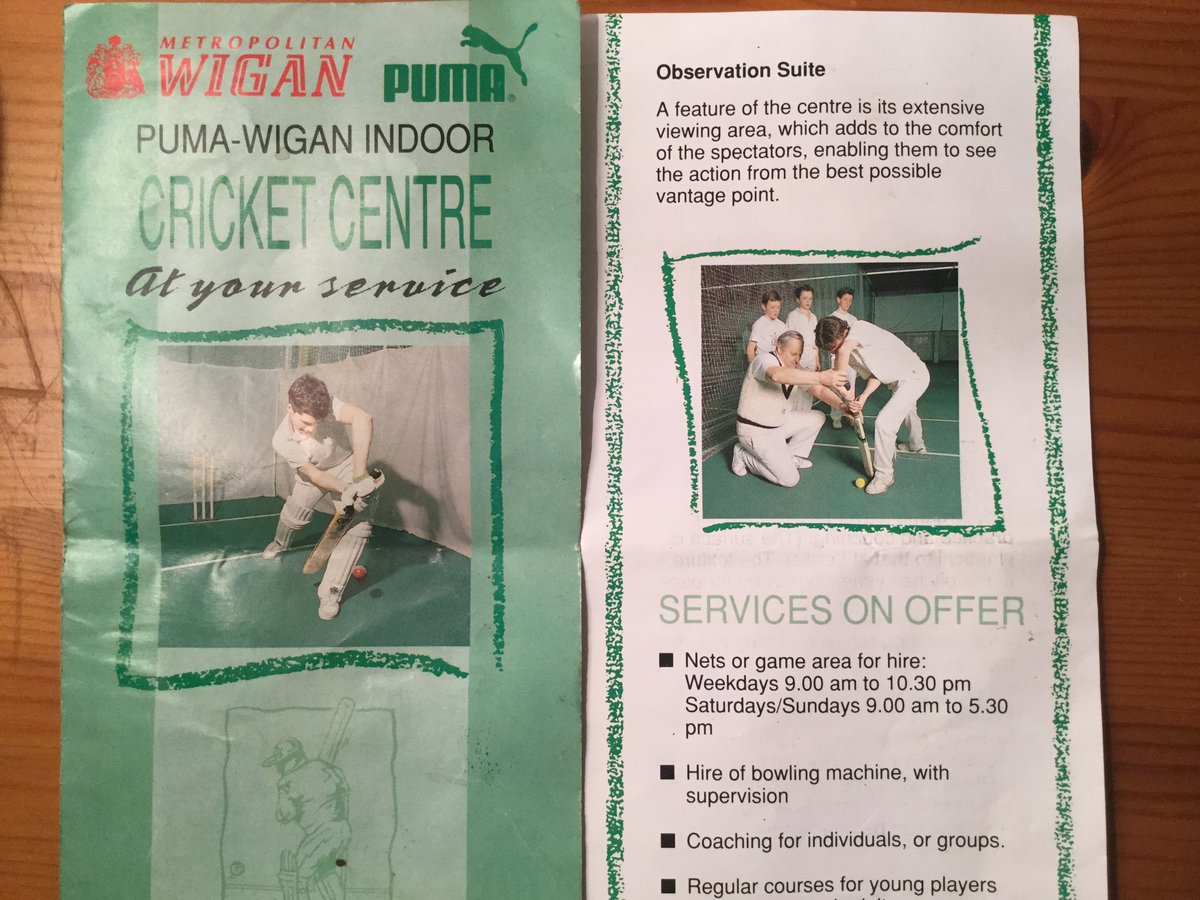 METROPOLITAN
WIGAN
PUMA®
PUMA-WIGAN INDOOR
CRICKET CENTRE
At your service
Observation Suite
A feature of the centre is its extensive
viewing area, which adds to the comfort
of the spectators, enabling them to see
the action from the best possible
vantage point.
SERVICES ON OFFER
■ Nets or game area for hire:
Weekdays 9.00 am to 10.30 pm
Saturdays/Sundays 9.00 am to 5.30
pm
■ Hire of bowling machine, with
supervision
■ Coaching for individuals, or groups.
■ Regular courses for young players